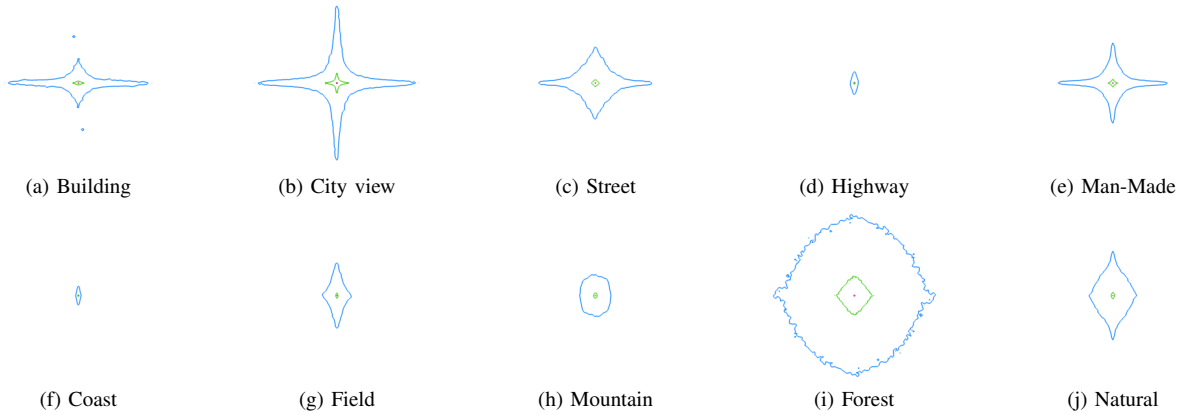 (a) Building
(b) City view
(c) Street
(d) Highway
(e) Man-Made
(f) Coast
(g) Field
(h) Mountain
(i) Forest
(j) Natural